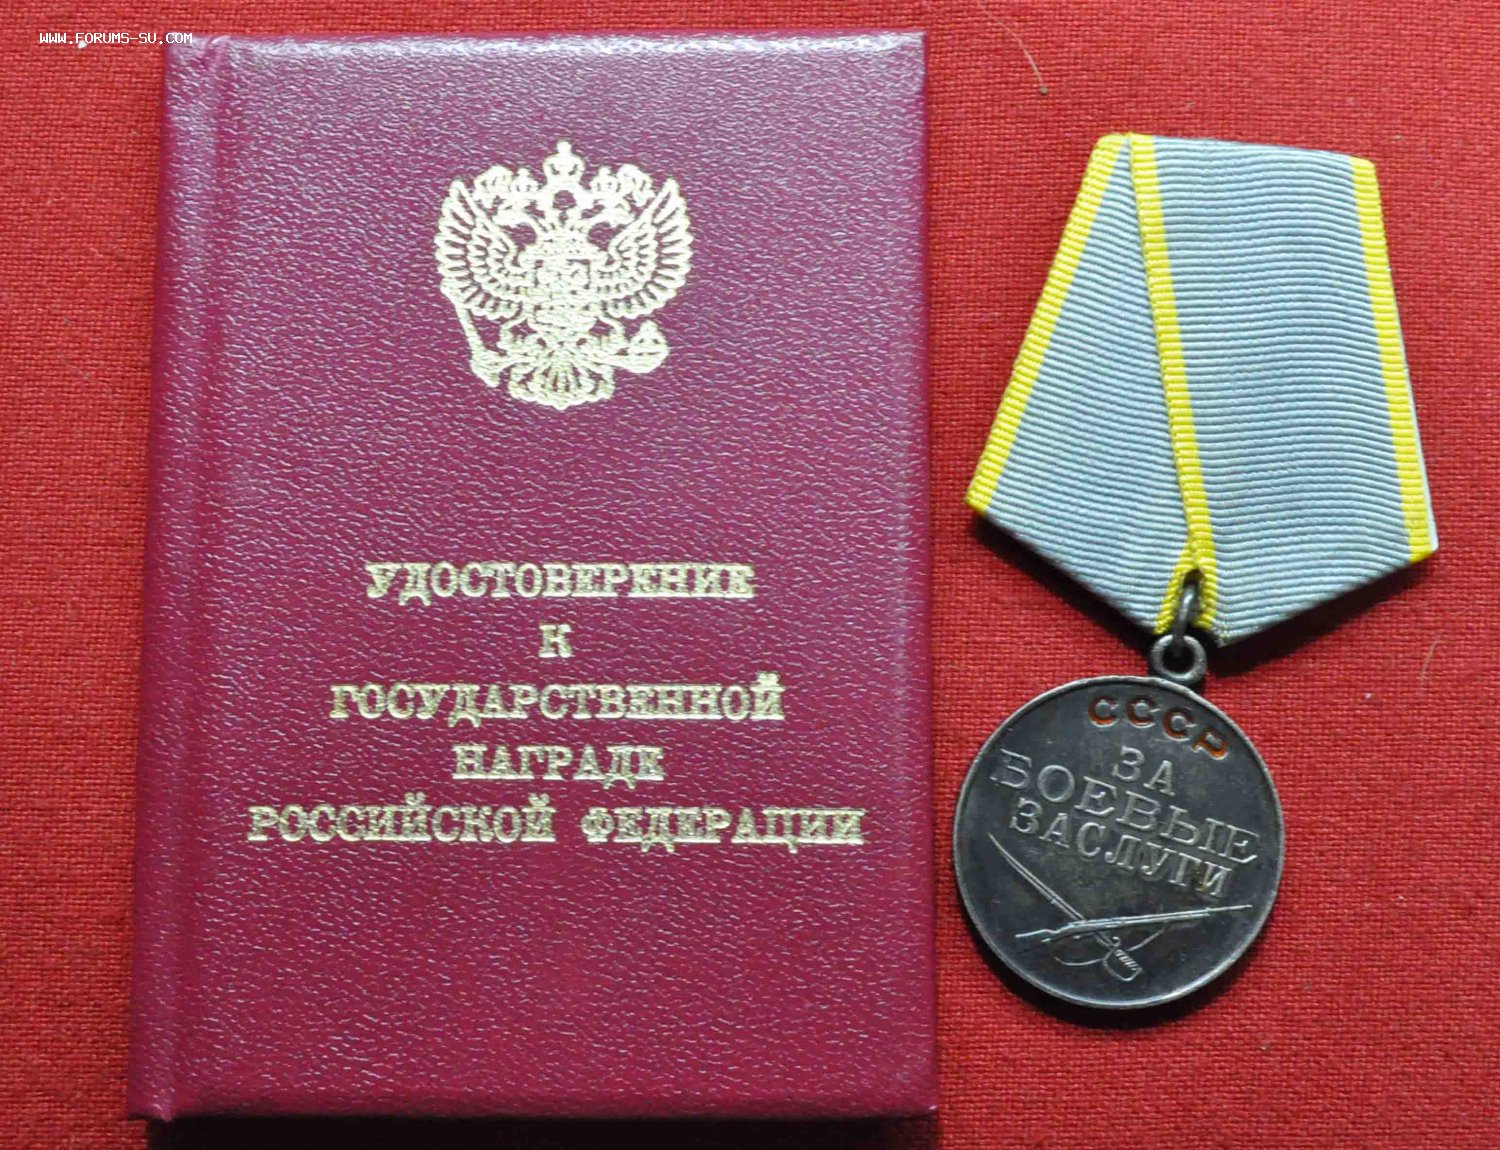 WWW.FORUMS-SU.COM
УДОСТОВЕРЕНИЕ
К
ГОСУДАРСТВЕННОЙ
НАГРАДЕ
РОССИЙСКОЙ ФЕДЕРАЦИИ
СССР
ЗА
БОЕВЫЕ
ЗАСЛУГИ